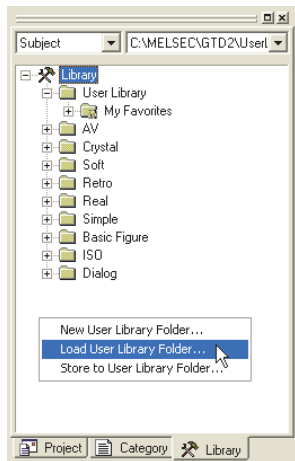 Subject C:\MELSEC\GTD2\UserL
Library
User Library
My Favorites
AV
Crystal
Soft
Retro
Real
Simple
Basic Figure
ISO
Dialog
New User Library Folder...
Load User Library Folder...
Store to User Library Folder...
Project Category Library